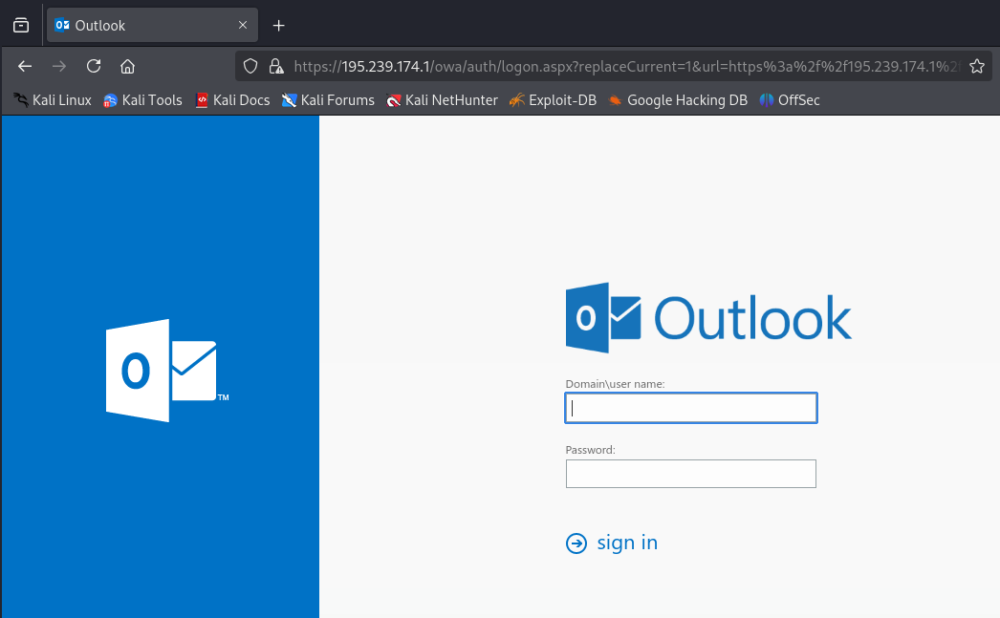 Outlook
https://195.239.174.1/owa/auth/logon.aspx?replaceCurrent=1&url=https%3a%2f%2f195.239.174.1%2f
Kali Linux Kali Tools Kali Docs Kali Forums Kali NetHunter Exploit-DB Google Hacking DB OffSec
O TM
O Outlook
Domain\user name:
Password:
sign in